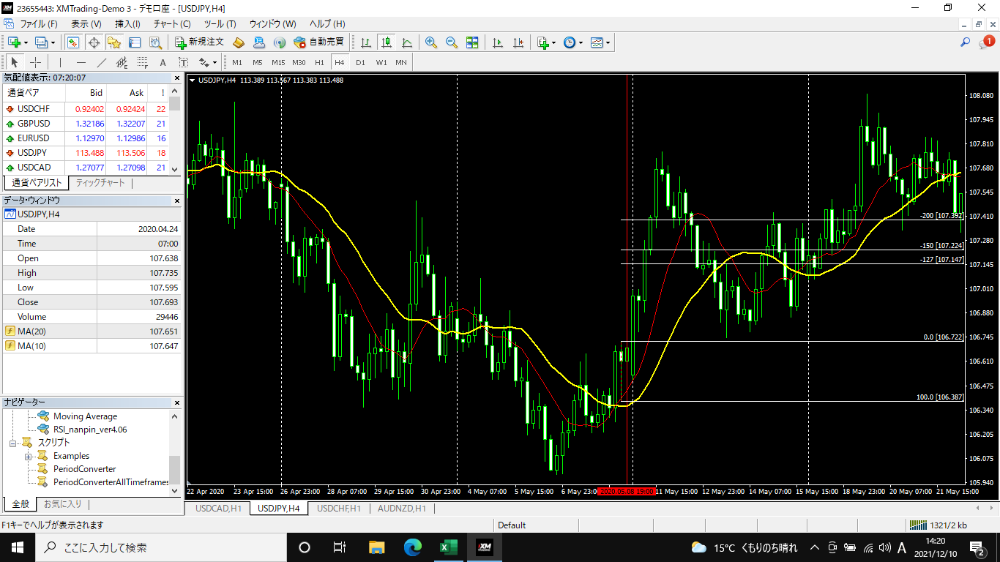 23655443: XMTrading-Demo 3 - デモ口座 - [USDJPY,H4]
ファイル (F) 表示 (V) 挿入(I) チャート (C) ツール (T) ウィンドウ (W) ヘルプ (H)
新規注文 自動売買 1
A T M1 M5 M15 M30 H1 H4 D1 W1 MN
気配値表示: 07:20:07
通貨ペア Bid Ask !
USDCHF 0.92402 0.92424 22
GBPUSD 1.32186 1.32207 21
EURUSD 1.12970 1.12986 16
USDJPY 113.488 113.506 18
USDCAD 1.27077 1.27098 21
通貨ペアリスト ティックチャート
データ・ウィンドウ
USDJPY,H4
Date 2020.04.24
Time 07:00
Open 107.638
High 107.735
Low 107.595
Close 107.693
Volume 29446
MA(20) 107.651
MA(10) 107.647
ナビゲーター
Moving Average
RSI_nanpin_ver4.06
スクリプト
Examples
PeriodConverter
PeriodConverterAllTimeframes
全般 お気に入り
USDJPY,H4 113.389 113.567 113.383 113.488
108.080
107.945
107.810
107.680
107.545
107.410
107.280
107.145
107.010
106.880
106.745
106.610
106.475
106.340
106.205
106.075
105.940
-200 [107.392]
-150 [107.224]
-127 [107.147]
0.0 [106.722]
100.0 [106.387]
22 Apr 2020 23 Apr 15:00 26 Apr 23:00 28 Apr 07:00 29 Apr 15:00 30 Apr 23:00 4 May 07:00 5 May 15:00 6 May 23:00 2020.05.08 19:00 11 May 15:00 12 May 23:00 14 May 07:00 15 May 15:00 18 May 23:00 20 May 07:00 21 May 15:00
USDCAD,H1 USDJPY,H4 USDCHF,H1 AUDNZD,H1
F1キーでヘルプが表示されます Default 1321/2 kb
ここに入力して検索 XM 15°C くもりのち晴れ A 14:20
2021/12/10 2